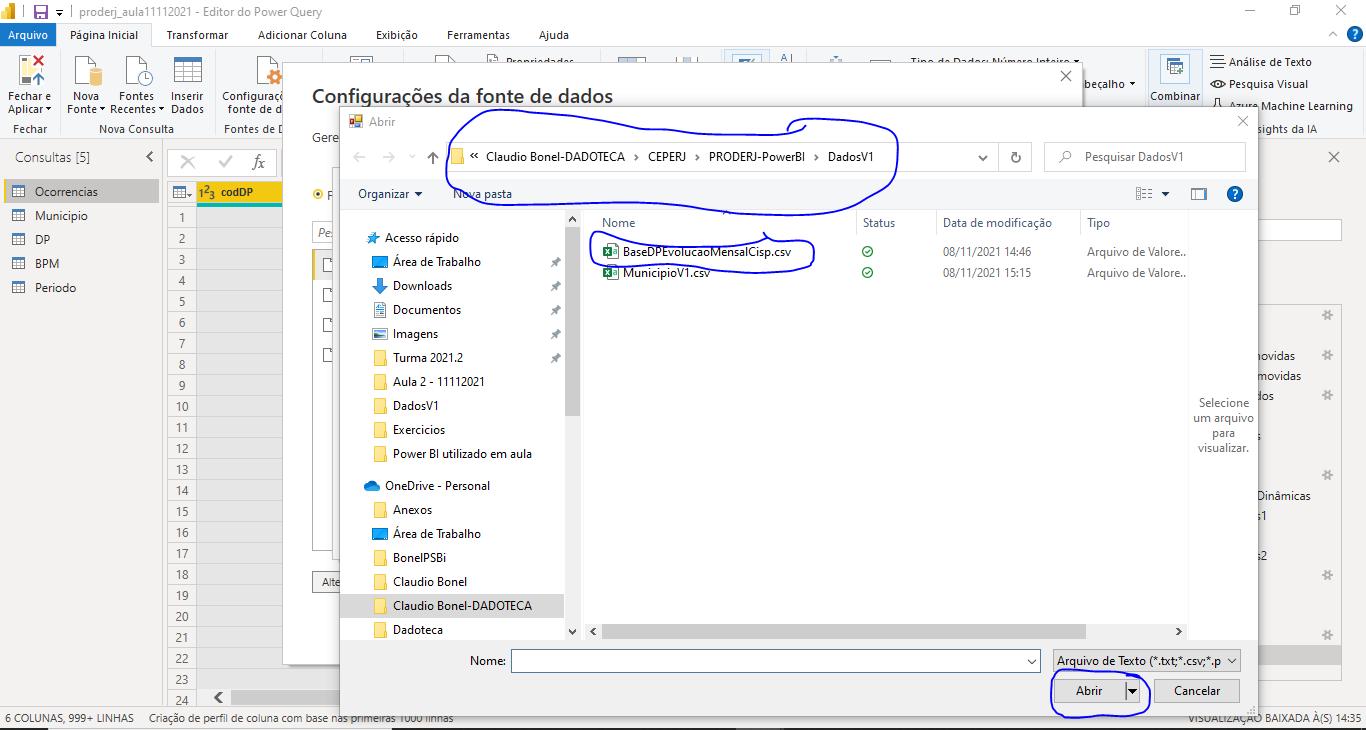 proderj_aula11112021 - Editor do Power Query
Arquivo Página Inicial Transformar Adicionar Coluna Exibição Ferramentas Ajuda
Fechar e Aplicar
Nova Fonte
Fontes Recentes
Inserir Dados
Configuraçõ
fonte de d
Propriedades
Tipo de Dados: Número Inteiro
beçalho
Combinar
Análise de Texto
Pesquisa Visual
Azure Machine Learning
Fechar
Nova Consulta
Fontes de D
sights da IA
Configurações da fonte de dados
Gere
Consultas [5]
Ocorrencias
Municipio
DP
BPM
Periodo
fx
1 2 3 codDP
1
2
3
4
5
6
7
8
9
10
11
12
13
14
15
16
17
18
19
20
21
22
23
24
Abrir
« Claudio Bonel-DADOTECA > CEPERJ > PRODERJ-PowerBI > DadosV1
Pesquisar DadosV1
Organizar Nova pasta
Nome Status Data de modificação Tipo
BaseDPEvolucaoMensalCisp.csv 08/11/2021 14:46 Arquivo de Valore..
MunicipioV1.csv 08/11/2021 15:15 Arquivo de Valore..
Acesso rápido
Área de Trabalho
Downloads
Documentos
Imagens
Turma 2021.2
Aula 2 - 11112021
DadosV1
Exercicios
Power BI utilizado em aula
OneDrive - Personal
Anexos
Área de Trabalho
BonelPSBi
Claudio Bonel
Claudio Bonel-DADOTECA
Dadoteca
Selecione
um arquivo
para
visualizar.
Nome:
Arquivo de Texto (*.txt;*.csv;*.p
Abrir
Cancelar
Pes
Alte
ovidas
movidas
dos
s
Dinâmicas
s1
s2
6 COLUNAS, 999+ LINHAS Criação de perfil de coluna com base nas primeiras 1000 linhas
VISUALIZAÇÃO BAIXADA À(S) 14:35